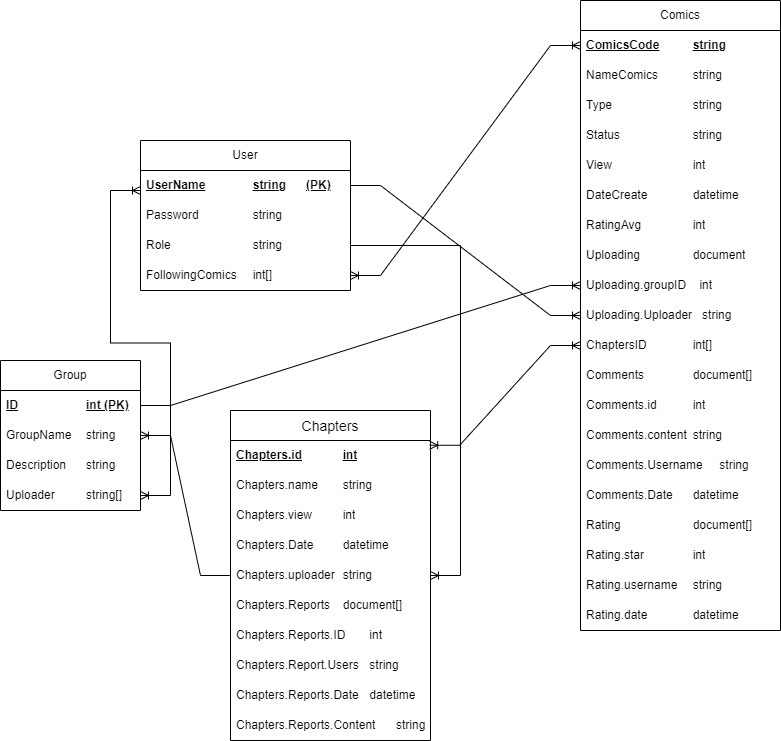 Comics
ComicsCode string
NameComics string
Type string
Status string
View int
DateCreate datetime
RatingAvg int
Uploading document
Uploading.groupID int
Uploading.Uploader string
ChaptersID int[]
Comments document[]
Comments.id int
Comments.content string
Comments.Username string
Comments.Date datetime
Rating document[]
Rating.star int
Rating.username string
Rating.date datetime
User
UserName string (PK)
Password string
Role string
FollowingComics int[]
Group
ID int (PK)
GroupName string
Description string
Uploader string[]
Chapters
Chapters.id int
Chapters.name string
Chapters.view int
Chapters.Date datetime
Chapters.uploader string
Chapters.Reports document[]
Chapters.Reports.ID int
Chapters.Report.Users string
Chapters.Reports.Date datetime
Chapters.Reports.Content string